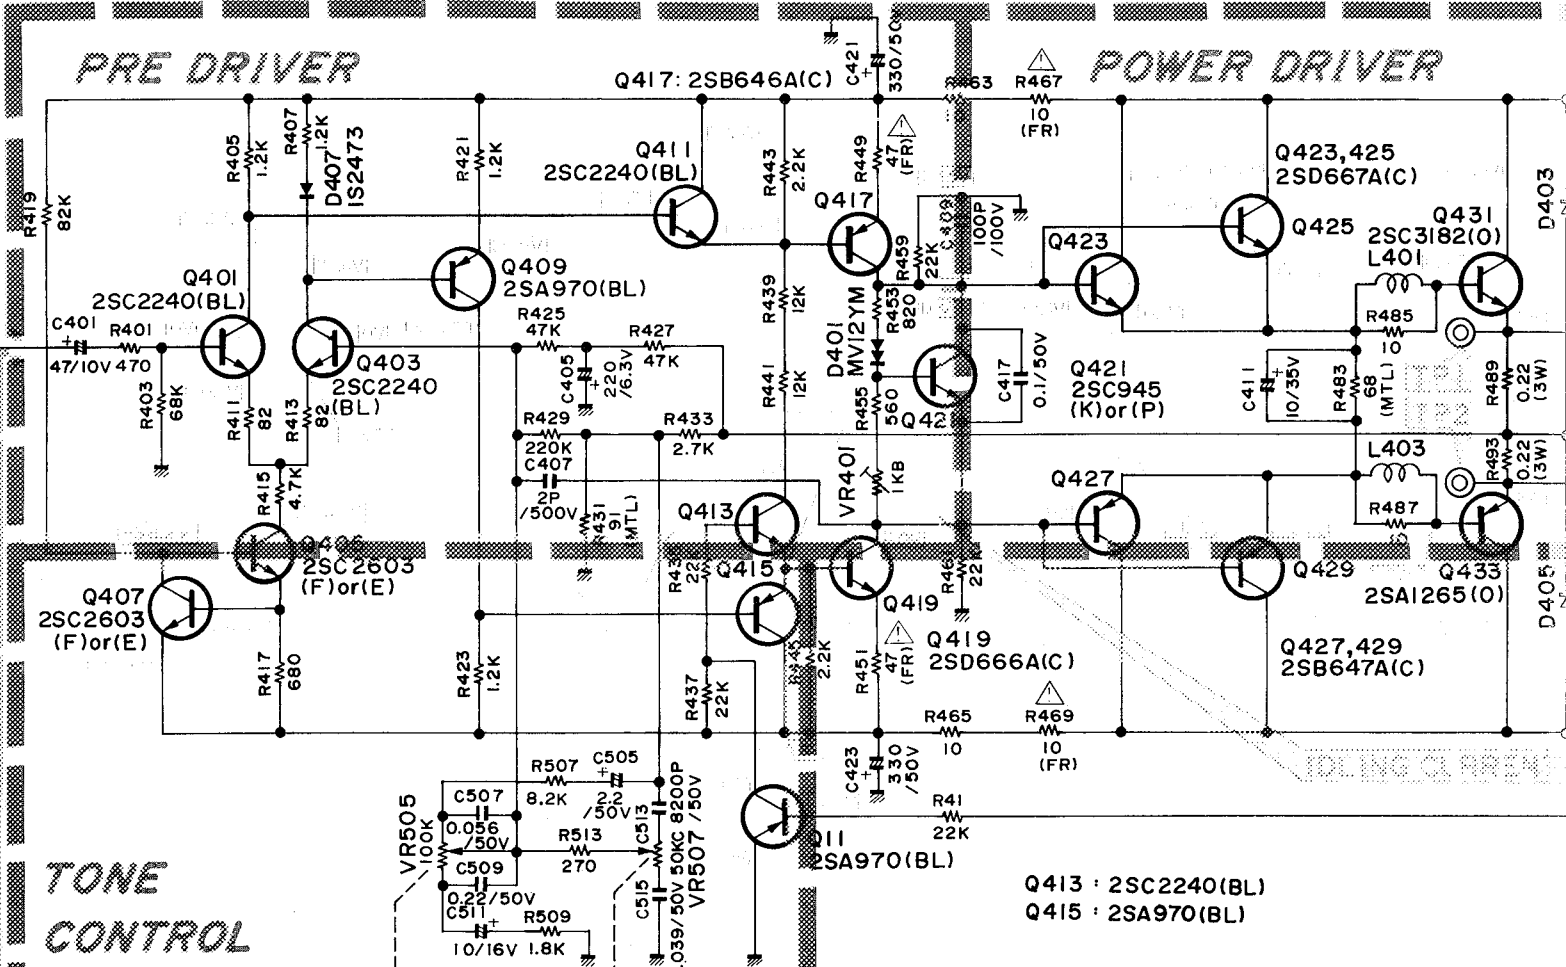 PRE DRIVER
POWER DRIVER
Q417: 2SB646A(C)
C421
330/50V
R467
10
(FR)
R405
1.2K
R407
1.2K
D407
1S2473
R421
1.2K
Q411
2SC2240(BL)
R443
2.2K
R449
47
(FR)
Q423,425
2SD667A(C)
D403
R419
82K
Q417
R459
22K
100P
/100V
Q423
Q425
Q431
2SC3182(O)
L401
Q401
2SC2240(BL)
Q409
2SA970(BL)
R439
12K
R453
820
D401
MV12YM
C401
47/10V
R401
470
R425
47K
R427
47K
R485
10
Q403
2SC2240
(BL)
C405
220
/6.3V
R441
12K
R455
560
C417
0.1/50V
Q421
2SC945
(K)or(P)
C411
10/35V
R483
68
(MTL)
TP1
TP2
R489
0.22
(3W)
R403
68K
R411
82
R413
82
R429
220K
R433
2.7K
R415
4.7K
C407
2P
/500V
VR401
1KB
L403
R493
0.22
(3W)
Q427
R487
R431
91
(MTL)
Q413
2SC2603
(F)or(E)
Q415
R461
22K
Q429
Q433
2SA1265(O)
D405
Q407
2SC2603
(F)or(E)
Q419
Q419
2SD666A(C)
Q427,429
2SB647A(C)
R417
680
R423
1.2K
R437
22K
R445
2.2K
R451
47
(FR)
R465
10
R469
10
(FR)
IDLING CURRENT
C423
330
/50V
R507
8.2K
C505
2.2
/50V
VR505
100K
C507
0.056
/50V
R513
270
C513
8200P
/50V
50KC
VR507
R41
22K
Q11
2SA970(BL)
C509
0.22/50V
C511
10/16V
R509
1.8K
C515
.039/50V
TONE
CONTROL
Q413 : 2SC2240(BL)
Q415 : 2SA970(BL)